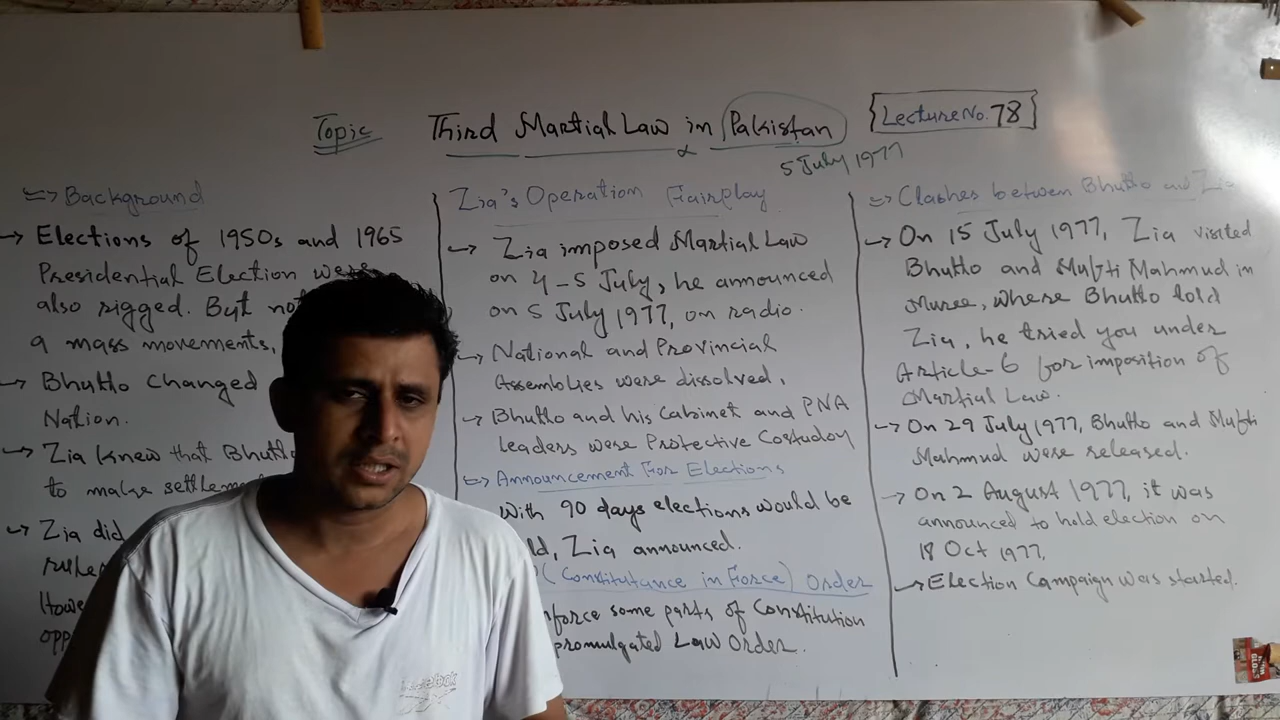 Topic Third Martial Law in Pakistan Lecture No. 78
5 July 1977
Background
Elections of 1950s and 1965
Presidential Election were
also rigged. But not
a mass movements,
Bhutto changed
Nation.
Zia knew that Bhutto
to make
Zia did
Zia's Operation Fairplay
Zia imposed Martial Law
on 4-5 July, he announced
on 5 July 1977, on radio.
National and Provincial
Assemblies were dissolved.
Bhutto and his Cabinet and PNA
leaders were Protective Costudoy
Announcement For Elections
With 90 days elections would be
Zia announced.
(Constitutance in Force) Order
some parts of Constitution
promulgated Law Order.
Clashes between Bhutto and Zia
On 15 July 1977, Zia visited
Bhutto and Mufti Mahmud in
Muree, where Bhutto told
Zia, he tried you under
Article-6 for imposition of
Martial Law.
On 29 July 1977, Bhutto and Mufti
Mahmud were released.
On 2 August 1977, it was
announced to hold election on
18 Oct 1977.
Election Campaign was started.